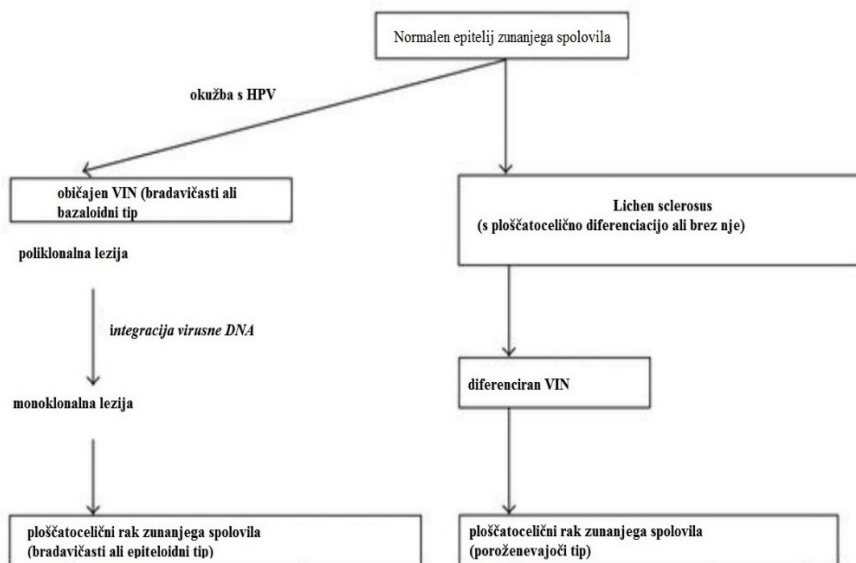 Normalen epitelij zunanjega spolovila
okužba s HPV
običajen VIN (bradavičasti ali
bazaloidni tip
poliklonalna lezija
integracija virusne DNA
monoklonalna lezija
ploščatocelični rak zunanjega spolovila
(bradavičasti ali epiteloidni tip)
Lichen sclerosus
(s ploščatocelično diferenciacijo ali brez nje)
diferenciran VIN
ploščatocelični rak zunanjega spolovila
(poroženevajoči tip)